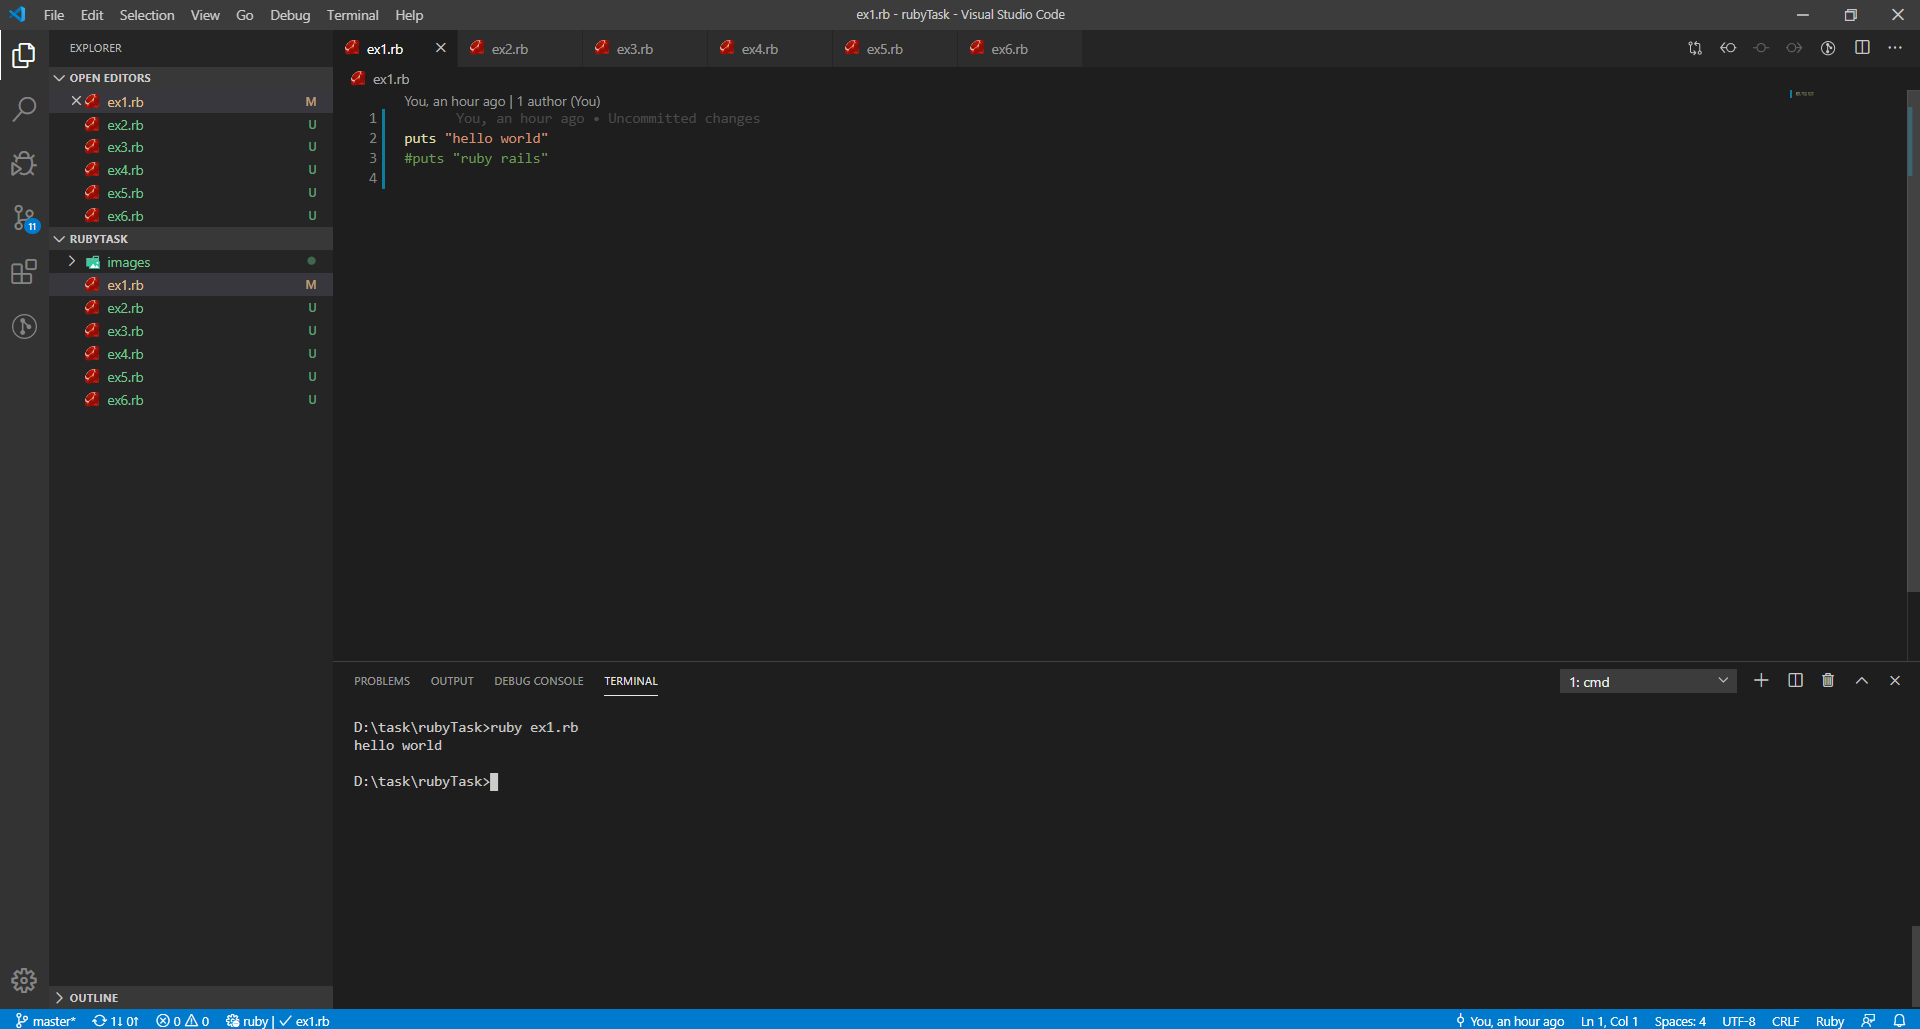 File Edit Selection View Go Debug Terminal Help
ex1.rb - rubyTask - Visual Studio Code
EXPLORER
OPEN EDITORS
ex1.rb M
ex2.rb U
ex3.rb U
ex4.rb U
ex5.rb U
ex6.rb U
RUBYTASK
images
ex1.rb M
ex2.rb U
ex3.rb U
ex4.rb U
ex5.rb U
ex6.rb U
OUTLINE
11
ex1.rb ex2.rb ex3.rb ex4.rb ex5.rb ex6.rb
ex1.rb
You, an hour ago | 1 author (You)
1 You, an hour ago • Uncommitted changes
2 puts "hello world"
3 #puts "ruby rails"
4
PROBLEMS OUTPUT DEBUG CONSOLE TERMINAL
1: cmd
D:\task\rubyTask>ruby ex1.rb
hello world
D:\task\rubyTask>
master* 1↓ 0↑ 0 0 ruby | ✓ ex1.rb
You, an hour ago Ln 1, Col 1 Spaces: 4 UTF-8 CRLF Ruby